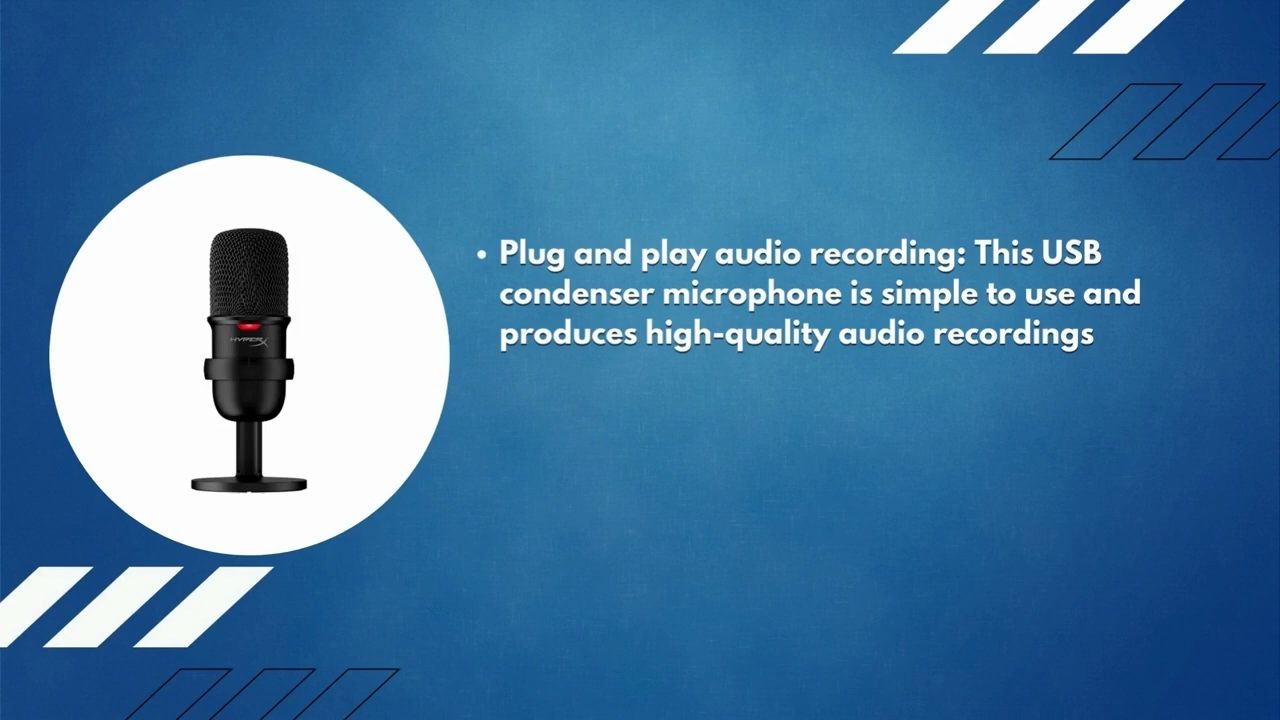 HYPERX
• Plug and play audio recording: This USB
condenser microphone is simple to use and
produces high-quality audio recordings